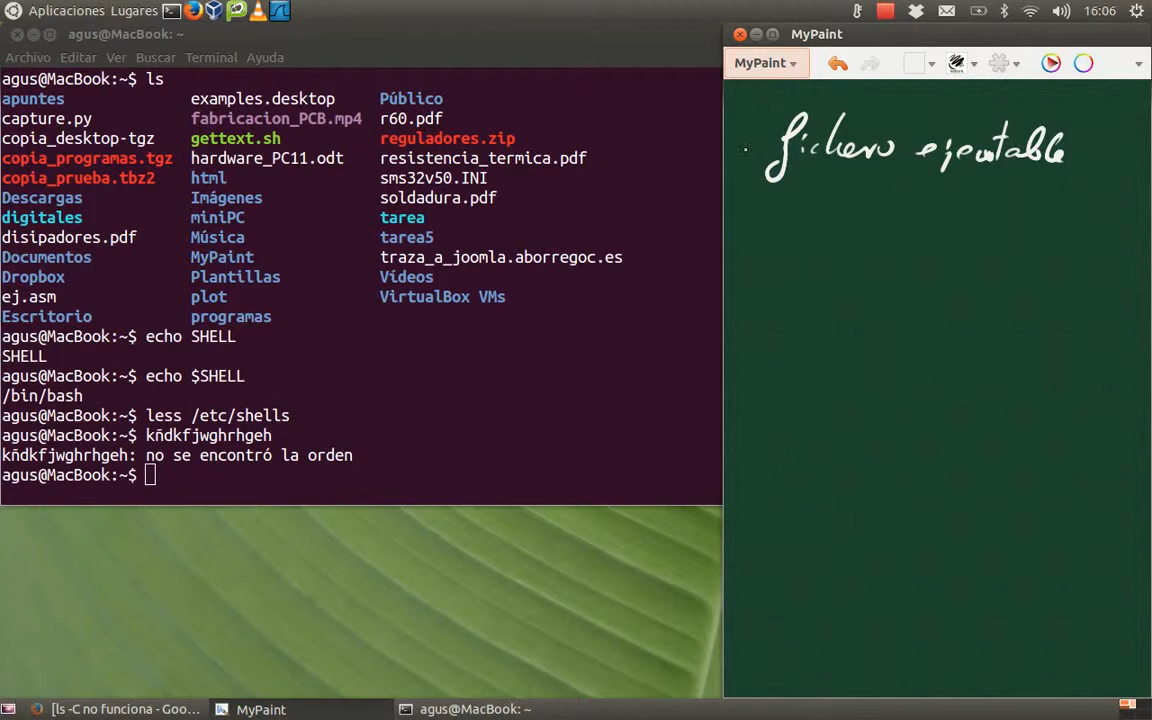 Aplicaciones Lugares 16:06
agus@MacBook: ~
Archivo Editar Ver Buscar Terminal Ayuda
agus@MacBook:~$ ls
apuntes examples.desktop Público
capture.py fabricacion_PCB.mp4 r60.pdf
copia_desktop-tgz gettext.sh reguladores.zip
copia_programas.tgz hardware_PC11.odt resistencia_termica.pdf
copia_prueba.tbz2 html sms32v50.INI
Descargas Imágenes soldadura.pdf
digitales miniPC tarea
disipadores.pdf Música tarea5
Documentos MyPaint traza_a_joomla.aborregoc.es
Dropbox Plantillas Vídeos
ej.asm plot VirtualBox VMs
Escritorio programas
agus@MacBook:~$ echo SHELL
SHELL
agus@MacBook:~$ echo $SHELL
/bin/bash
agus@MacBook:~$ less /etc/shells
agus@MacBook:~$ kñdkfjwghrhgeh
kñdkfjwghrhgeh: no se encontró la orden
agus@MacBook:~$
MyPaint
MyPaint
fichero ejecutable
[ls -C no funciona - Goo... MyPaint agus@MacBook: ~